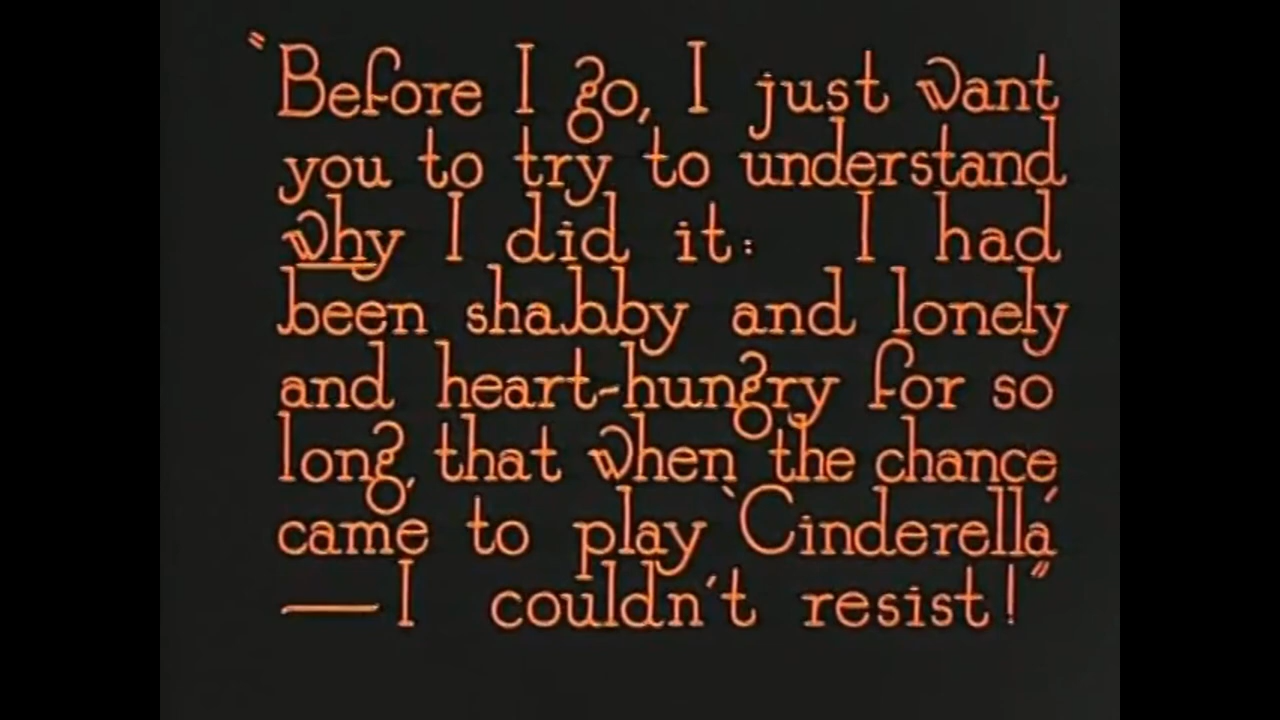 "Before I go, I just want
you to try to understand
why I did it: I had
been shabby and lonely
and heart-hungry for so
long, that when the chance
came to play 'Cinderella'
—I couldn't resist!"